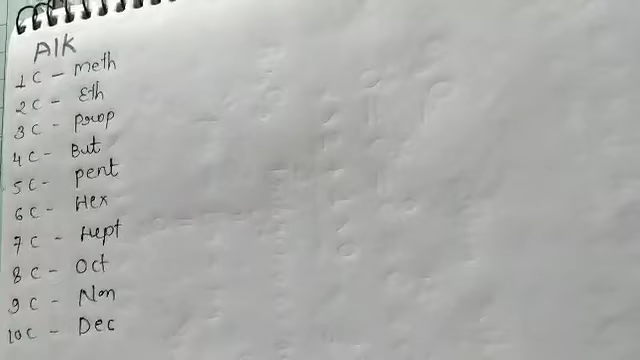 Alk
1C - Meth
2C - Eth
3C - prop
4C - But
5C - pent
6C - Hex
7C - Hept
8C - Oct
9C - Non
10C - Dec